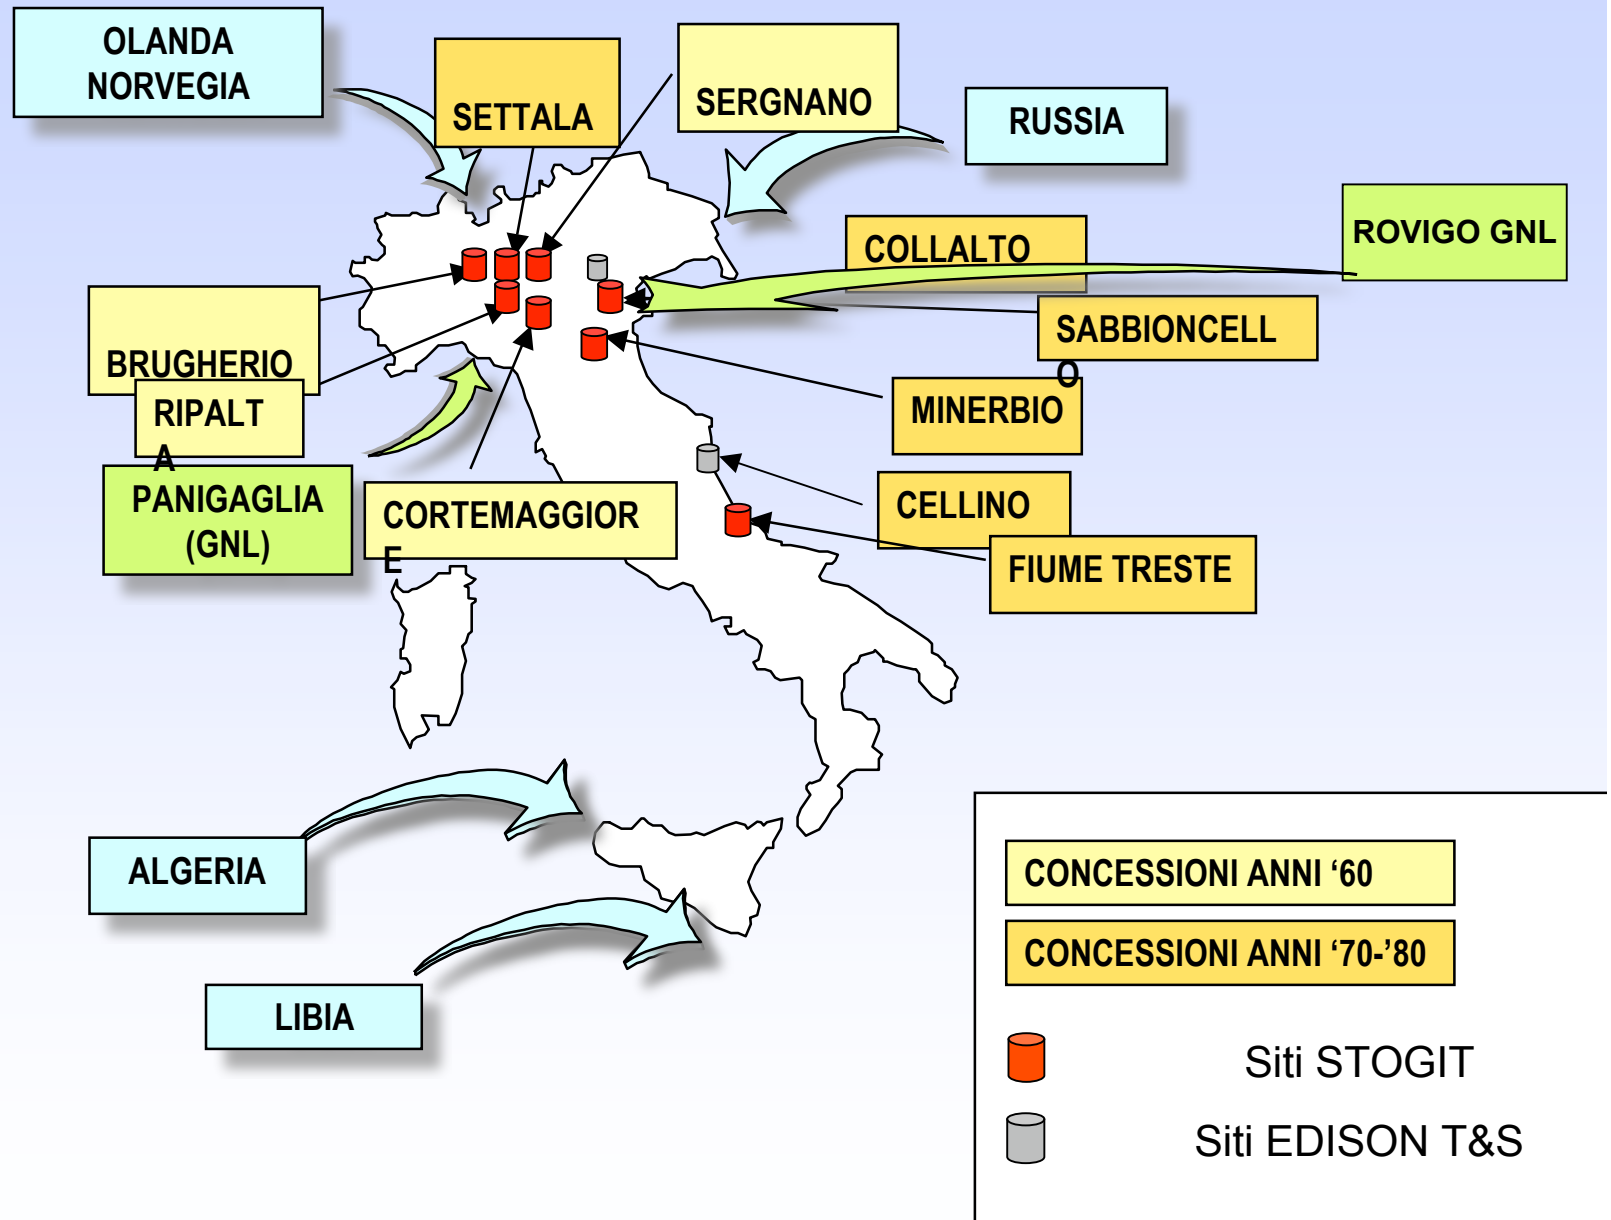 OLANDA
NORVEGIA
SETTALA
SERGNANO
RUSSIA
ROVIGO GNL
COLLALTO
SABBIONCELL
O
BRUGHERIO
RIPALT
A
MINERBIO
PANIGAGLIA
(GNL)
CORTEMAGGIOR
E
CELLINO
FIUME TRESTE
ALGERIA
LIBIA
CONCESSIONI ANNI ‘60
CONCESSIONI ANNI ‘70-’80
Siti STOGIT
Siti EDISON T&S